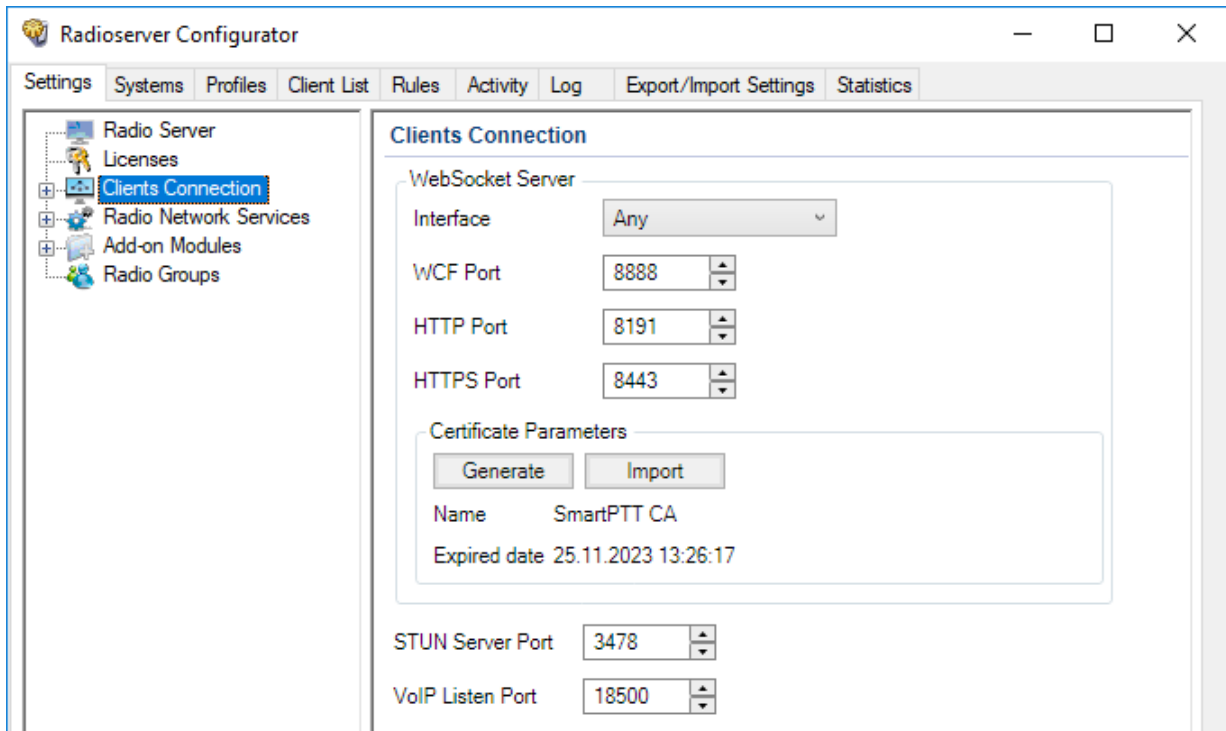 Radioserver Configurator
Settings Systems Profiles Client List Rules Activity Log Export/Import Settings Statistics
Radio Server
Licenses
Clients Connection
Radio Network Services
Add-on Modules
Radio Groups
Clients Connection
WebSocket Server
Interface Any
WCF Port 8888
HTTP Port 8191
HTTPS Port 8443
Certificate Parameters
Generate Import
Name SmartPTT CA
Expired date 25.11.2023 13:26:17
STUN Server Port 3478
VoIP Listen Port 18500